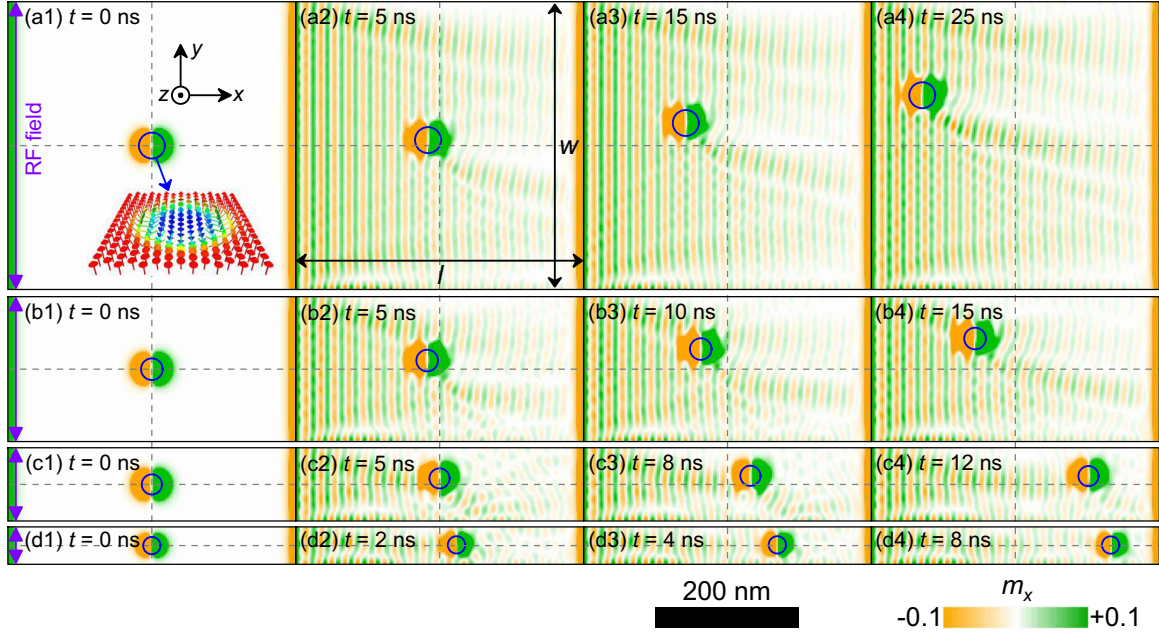 (a1) t = 0 ns
(a2) t = 5 ns
(a3) t = 15 ns
(a4) t = 25 ns
y
z
x
RF field
w
l
(b1) t = 0 ns
(b2) t = 5 ns
(b3) t = 10 ns
(b4) t = 15 ns
(c1) t = 0 ns
(c2) t = 5 ns
(c3) t = 8 ns
(c4) t = 12 ns
(d1) t = 0 ns
(d2) t = 2 ns
(d3) t = 4 ns
(d4) t = 8 ns
200 nm
mx
-0.1
+0.1